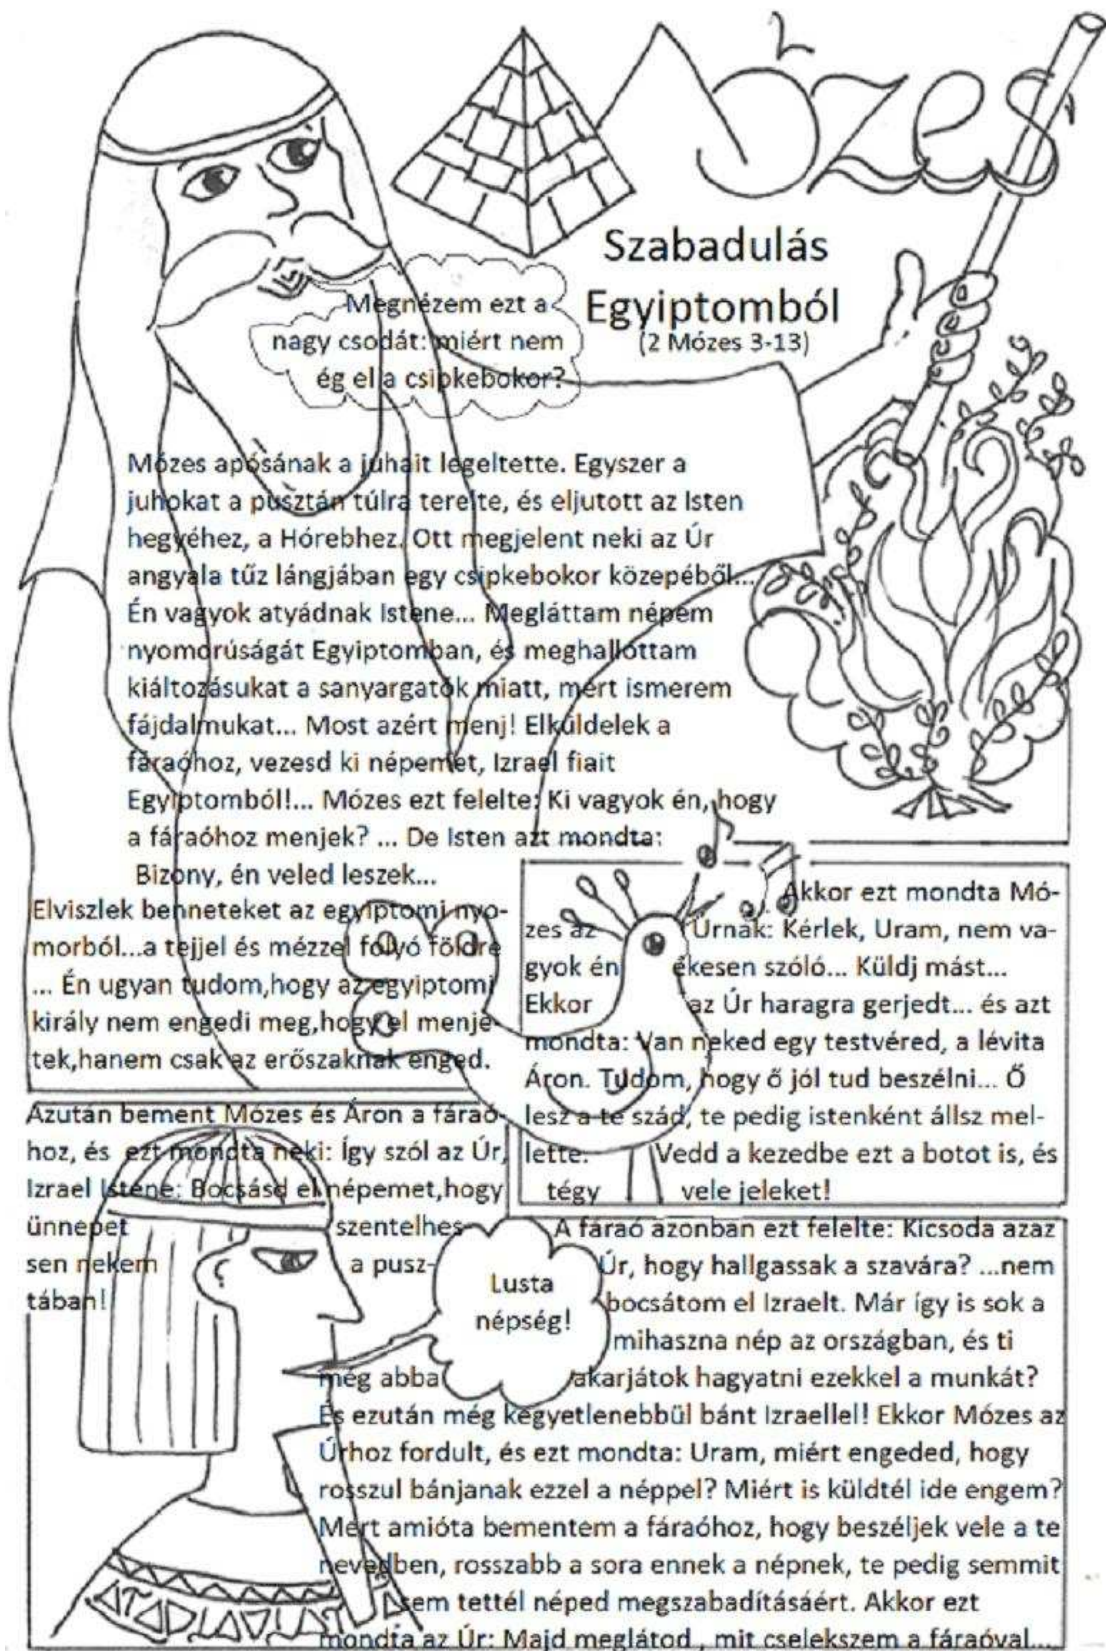 Mózes
Szabadulás
Egyiptomból
(2 Mózes 3-13)
Megnézem ezt a
nagy csodát: miért nem
ég el a csipkebokor?
Mózes apósának a juhait legeltette. Egyszer a
juhokat a pusztán túlra terelte, és eljutott az Isten
hegyéhez, a Hórebhez. Ott megjelent neki az Úr
angyala tűz lángjában egy csipkebokor közepéből...
Én vagyok atyádnak Istene... Megláttam népem
nyomorúságát Egyiptomban, és meghallottam
kiáltozásukat a sanyargatók miatt, mert ismerem
fájdalmukat... Most azért menj! Elküldelek a
fáraóhoz, vezesd ki népemet, Izrael fiait
Egyiptomból!... Mózes ezt felelte: Ki vagyok én, hogy
a fáraóhoz menjek? ... De Isten azt mondta:
Bizony, én veled leszek...
Elviszlek benneteket az egyiptomi nyo-
morból...a tejjel és mézzel folyó földre
... Én ugyan tudom,hogy az egyiptomi
király nem engedi meg,hogy el menje-
tek,hanem csak az erőszaknak enged.
Akkor ezt mondta Mó-
zes az Úrnak: Kérlek, Uram, nem va-
gyok én ékesen szóló... Küldj mást...
Ekkor az Úr haragra gerjedt... és azt
mondta: Van neked egy testvéred, a lévita
Áron. Tudom, hogy ő jól tud beszélni... Ő
lesz a te szád, te pedig istenként állsz mel-
lette. Vedd a kezedbe ezt a botot is, és
tégy vele jeleket!
Azután bement Mózes és Áron a fáraó-
hoz, és ezt mondta neki: Így szól az Úr,
Izrael Istene: Bocsásd el népemet,hogy
ünnepet szentelhes-
sen nekem a pusz-
tában!
Lusta
népség!
A fáraó azonban ezt felelte: Kicsoda azaz
Úr, hogy hallgassak a szavára? ...nem
bocsátom el Izraelt. Már így is sok a
mihaszna nép az országban, és ti
még abba akarjátok hagyatni ezekkel a munkát?
És ezután még kegyetlenebbül bánt Izraellel! Ekkor Mózes az
Úrhoz fordult, és ezt mondta: Uram, miért engeded, hogy
rosszul bánjanak ezzel a néppel? Miért is küldtél ide engem?
Mert amióta bementem a fáraóhoz, hogy beszéljek vele a te
nevedben, rosszabb a sora ennek a népnek, te pedig semmit
sem tettél néped megszabadításáért. Akkor ezt
mondta az Úr: Majd meglátod , mit cselekszem a fáraóval